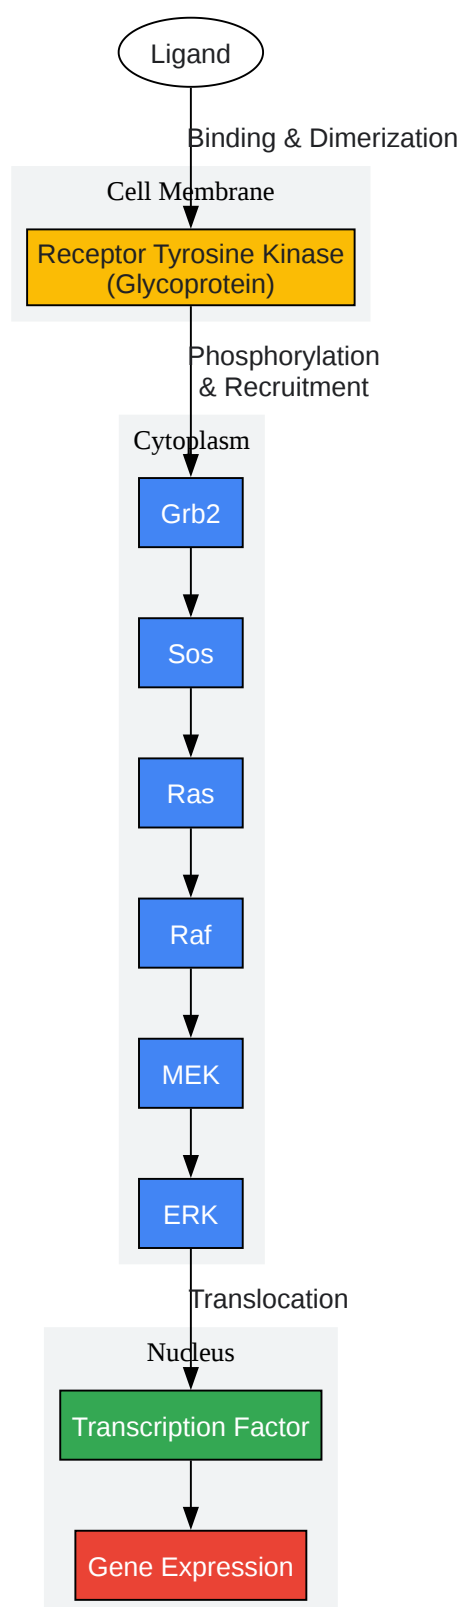 Ligand
Binding & Dimerization
Cell Membrane
Receptor Tyrosine Kinase
(Glycoprotein)
Phosphorylation
& Recruitment
Cytoplasm
Grb2
Sos
Ras
Raf
MEK
ERK
Translocation
Nucleus
Transcription Factor
Gene Expression